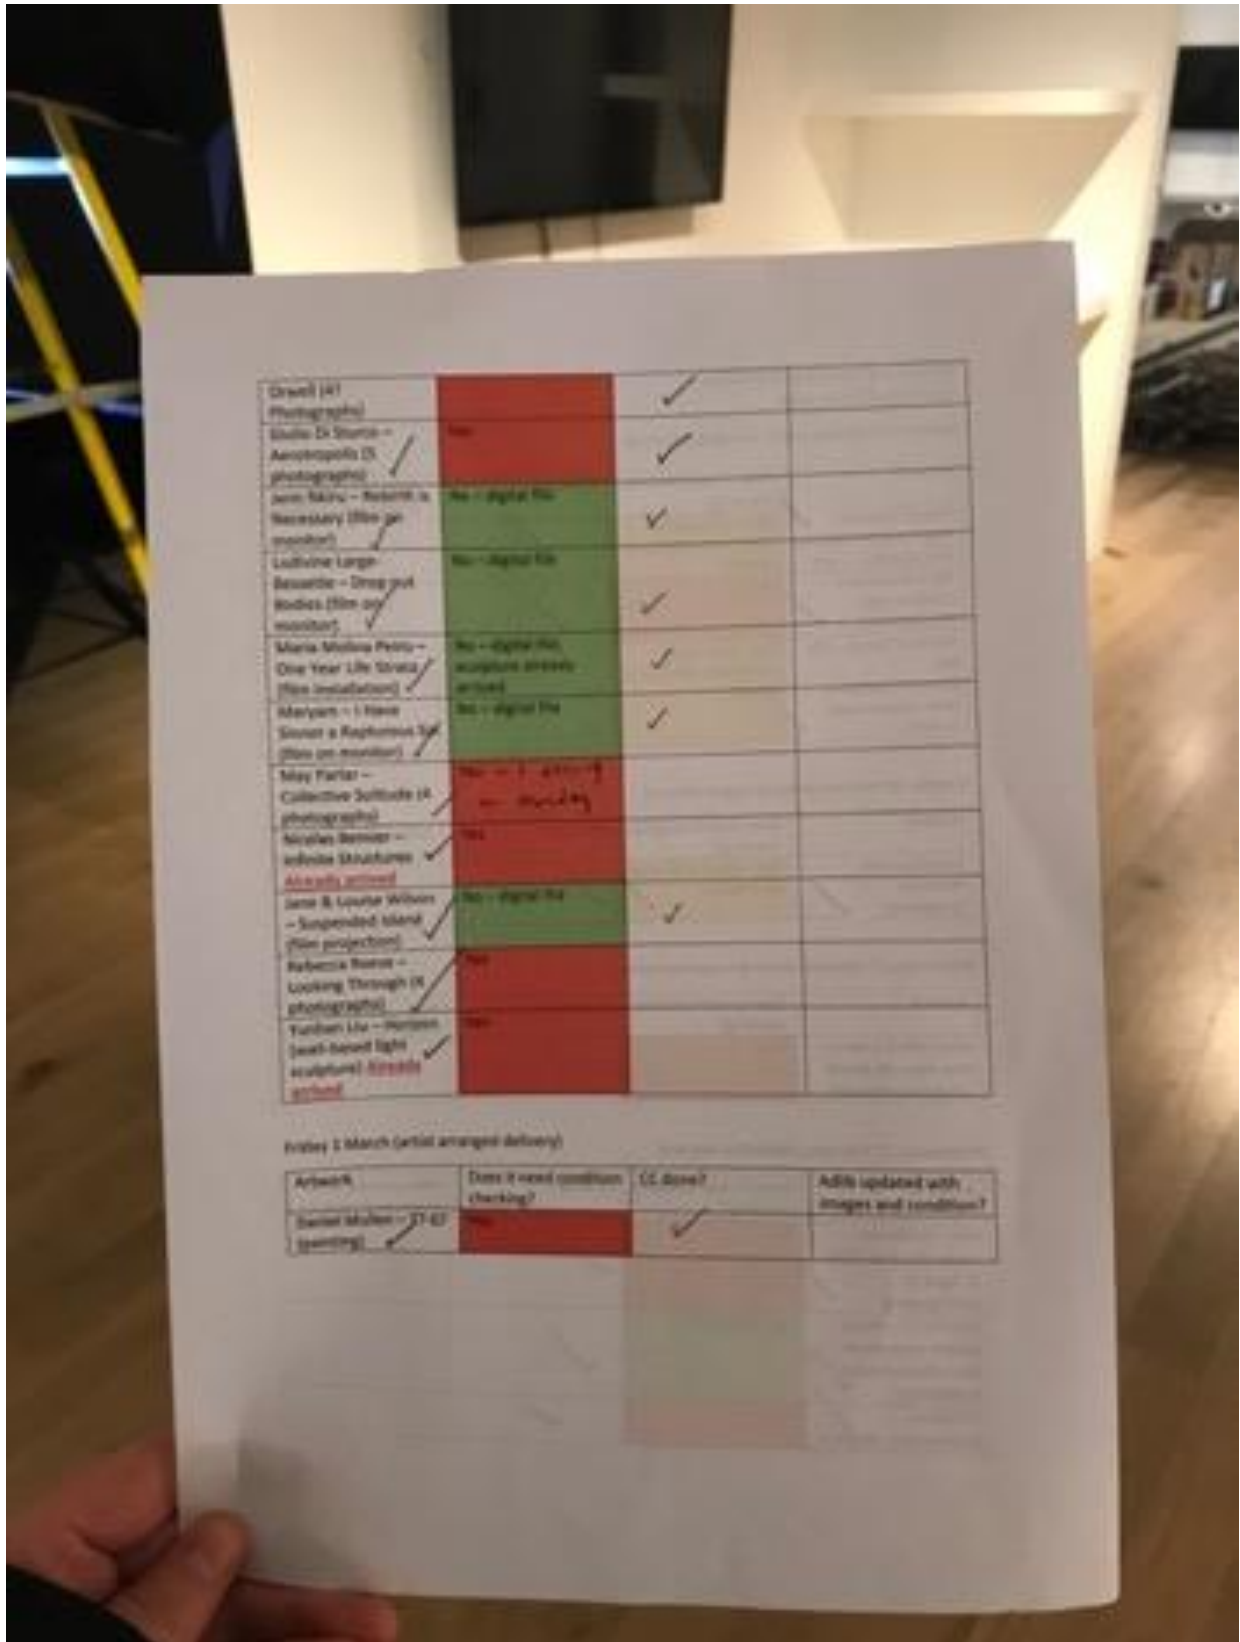 Orwell (41
Photographs)
Giulio Di Sturco –
Aerotropolis (5
photographs)
Yes
Jenn Nkiru – Rebirth is
Necessary (film on
monitor)
No – digital file
Ludivine Large-
Bessette – Drop out
Bodies (film on
monitor)
No – digital file
Maria Molina Peiro –
One Year Life Strata
(film installation)
No – digital file,
sculpture already
arrived
Maryam – I Have
Sinned a Rapturous Sin
(film on monitor)
No – digital file
May Parlar –
Collective Solitude (4
photographs)
Nicolas Bernier –
Infinite Structures
Already arrived
Yes
Jane & Louise Wilson
– Suspended Island
(film projection)
No – digital file
Rebecca Reeve –
Looking Through (4
photographs)
Yes
Yunhan Liu – Horizon
(wall-based light
sculpture) Already
arrived
Yes
Friday 1 March (artist arranged delivery)
Artwork
Does it need condition
checking?
CC done?
Adlib updated with
images and condition?
Daniel Mullen –
(painting)
Yes